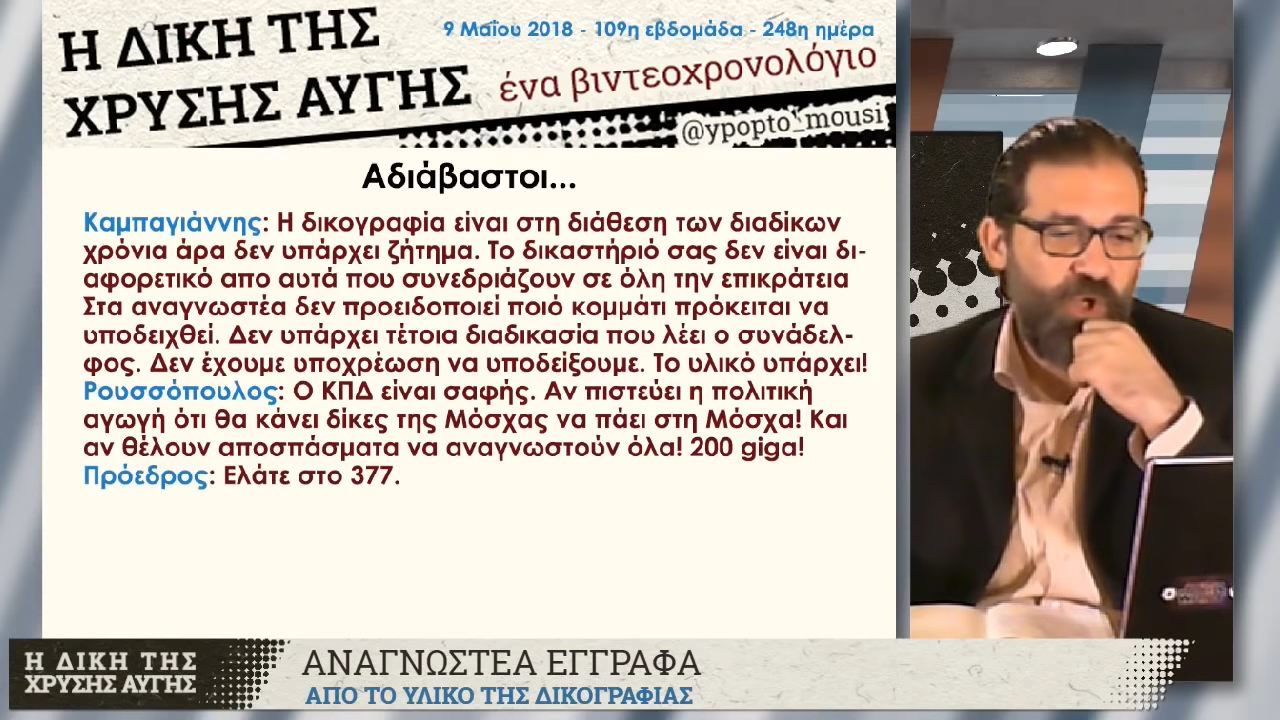 Η ΔΙΚΗ ΤΗΣ
ΧΡΥΣΗΣ ΑΥΓΗΣ
9 Μαΐου 2018 - 109η εβδομάδα - 248η ημέρα
ένα βιντεοχρονολόγιο
@ypopto_mousi
Αδιάβαστοι...
Καμπαγιάννης: Η δικογραφία είναι στη διάθεση των διαδίκων
χρόνια άρα δεν υπάρχει ζήτημα. Το δικαστήριό σας δεν είναι δι-
αφορετικό απο αυτά που συνεδριάζουν σε όλη την επικράτεια
Στα αναγνωστέα δεν προειδοποιεί ποιό κομμάτι πρόκειται να
υποδειχθεί. Δεν υπάρχει τέτοια διαδικασία που λέει ο συνάδελ-
φος. Δεν έχουμε υποχρέωση να υποδείξουμε. Το υλικό υπάρχει!
Ρουσσόπουλος: Ο ΚΠΔ είναι σαφής. Αν πιστεύει η πολιτική
αγωγή ότι θα κάνει δίκες της Μόσχας να πάει στη Μόσχα! Και
αν θέλουν αποσπάσματα να αναγνωστούν όλα! 200 giga!
Πρόεδρος: Ελάτε στο 377.
Η ΔΙΚΗ ΤΗΣ
ΧΡΥΣΗΣ ΑΥΓΗΣ
ΑΝΑΓΝΩΣΤΕΑ ΕΓΓΡΑΦΑ
ΑΠΟ ΤΟ ΥΛΙΚΟ ΤΗΣ ΔΙΚΟΓΡΑΦΙΑΣ